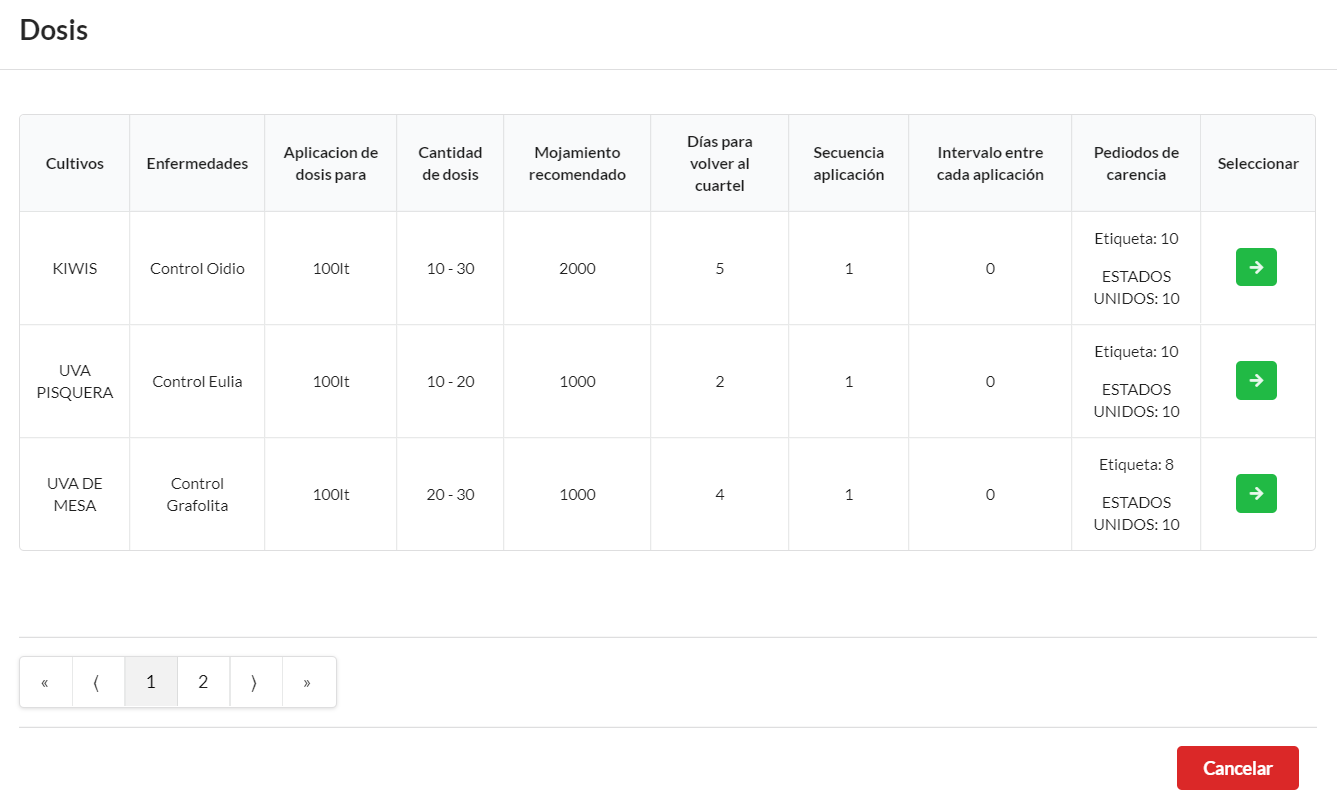 Dosis
Cultivos
Enfermedades
Aplicacion de
dosis para
Cantidad
de dosis
Mojamiento
recomendado
Días para
volver al
cuartel
Secuencia
aplicación
Intervalo entre
cada aplicación
Pediodos de
carencia
Seleccionar
KIWIS
Control Oidio
100lt
10 - 30
2000
5
1
0
Etiqueta: 10
ESTADOS
UNIDOS: 10
UVA
PISQUERA
Control Eulia
100lt
10 - 20
1000
2
1
0
Etiqueta: 10
ESTADOS
UNIDOS: 10
UVA DE
MESA
Control
Grafolita
100lt
20 - 30
1000
4
1
0
Etiqueta: 8
ESTADOS
UNIDOS: 10
« ⟨ 1 2 ⟩ »
Cancelar